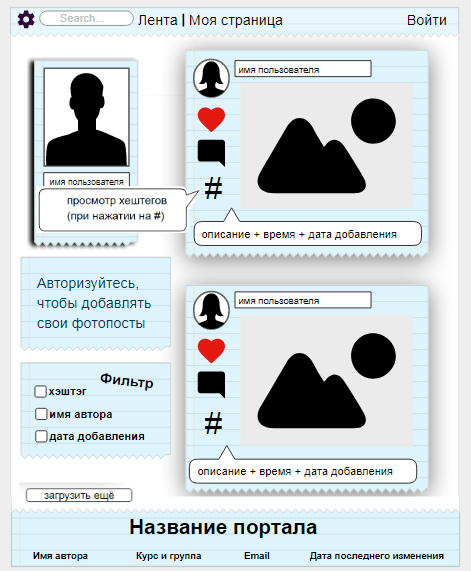 Search...
Лента | Моя страница
Войти
имя пользователя
имя пользователя
просмотр хештегов
(при нажатии на #)
#
описание + время + дата добавления
Авторизуйтесь,
чтобы добавлять
свои фотопосты
Фильтр
хэштэг
имя автора
дата добавления
имя пользователя
#
описание + время + дата добавления
загрузить ещё
Название портала
Имя автора
Курс и группа
Email
Дата последнего изменения